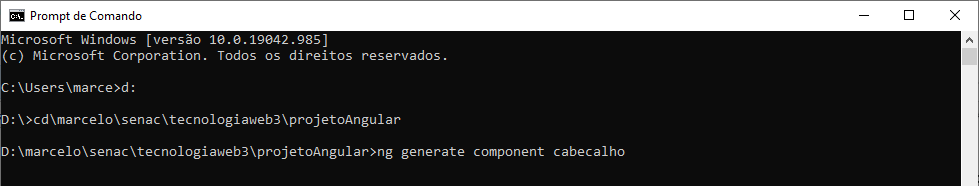 Prompt de Comando
Microsoft Windows [versão 10.0.19042.985]
(c) Microsoft Corporation. Todos os direitos reservados.
C:\Users\marce>d:
D:\>cd\marcelo\senac\tecnologiaweb3\projetoAngular
D:\marcelo\senac\tecnologiaweb3\projetoAngular>ng generate component cabecalho